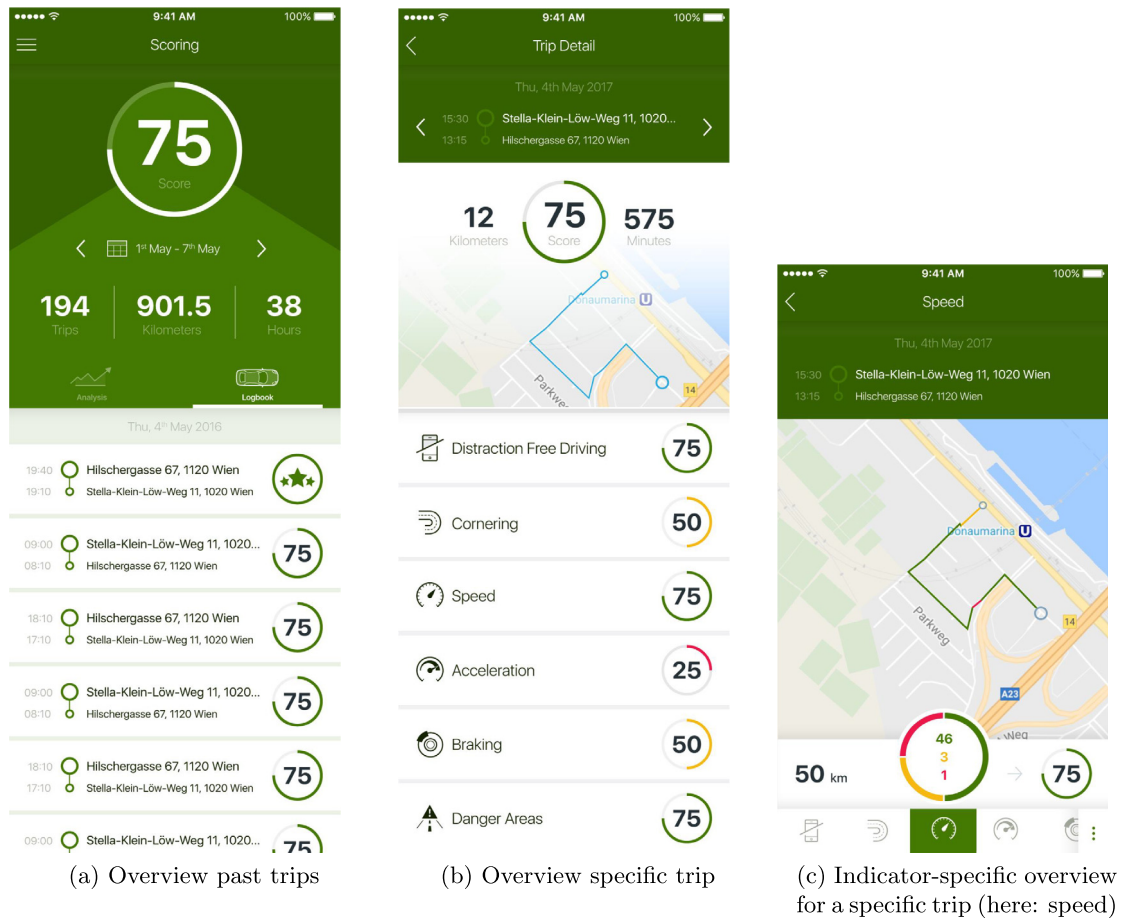 9:41 AM
100%
Scoring
75
Score
1st May - 7th May
194
Trips
901.5
Kilometers
38
Hours
Analysis
Logbook
Thu, 4th May 2016
19:40 Hilschergasse 67, 1120 Wien
19:10 Stella-Klein-Löw-Weg 11, 1020 Wien
09:00 Stella-Klein-Löw-Weg 11, 1020...
08:10 Hilschergasse 67, 1120 Wien
75
18:10 Hilschergasse 67, 1120 Wien
17:10 Stella-Klein-Löw-Weg 11, 1020 Wien
75
09:00 Stella-Klein-Löw-Weg 11, 1020...
08:10 Hilschergasse 67, 1120 Wien
75
18:10 Hilschergasse 67, 1120 Wien
17:10 Stella-Klein-Löw-Weg 11, 1020 Wien
75
09:00 Stella-Klein-Löw-Weg 11, 1020...
75
(a) Overview past trips
9:41 AM
100%
Trip Detail
Thu, 4th May 2017
15:30 Stella-Klein-Löw-Weg 11, 1020...
13:15 Hilschergasse 67, 1120 Wien
12
Kilometers
75
Score
575
Minutes
Donaumarina U
Parkweg
14
Distraction Free Driving 75
Cornering 50
Speed 75
Acceleration 25
Braking 50
Danger Areas 75
(b) Overview specific trip
9:41 AM
100%
Speed
Thu, 4th May 2017
15:30 Stella-Klein-Löw-Weg 11, 1020 Wien
13:15 Hilschergasse 67, 1120 Wien
Donaumarina U
Parkweg
14
A23
Weg
50 km
46
3
1
75
(c) Indicator-specific overview
for a specific trip (here: speed)